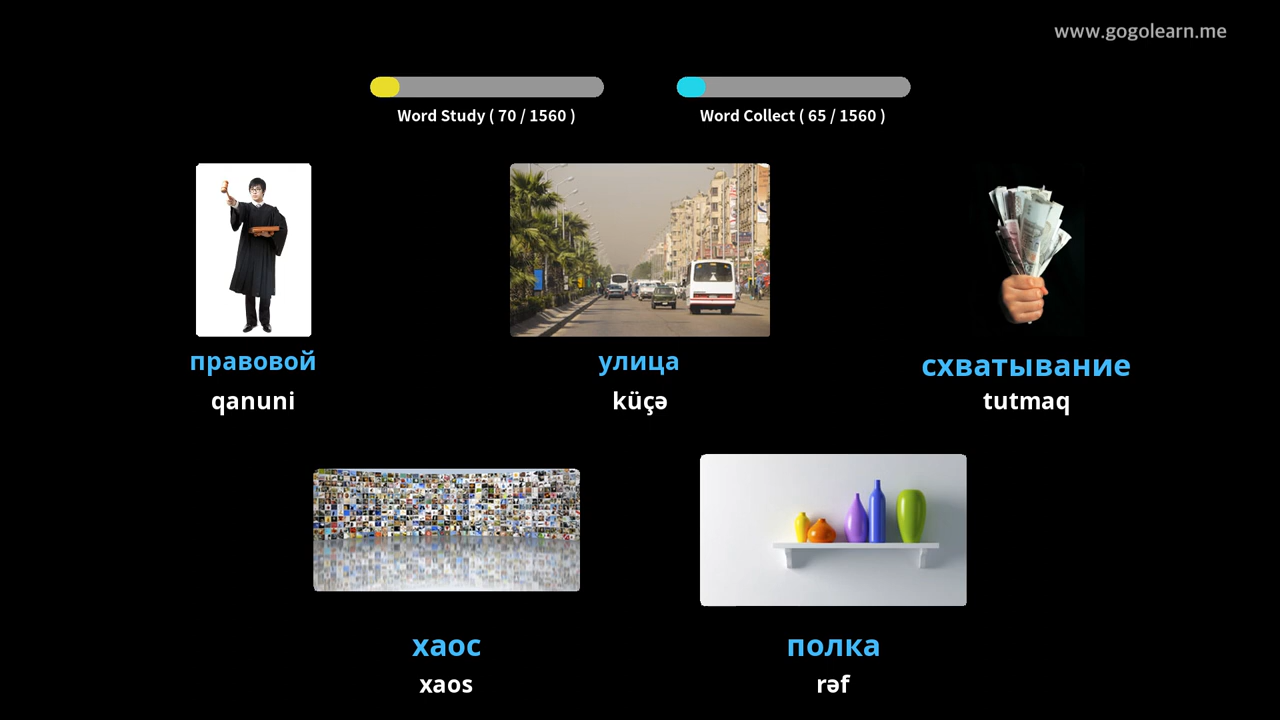 www.gogolearn.me
Word Study ( 70 / 1560 )
Word Collect ( 65 / 1560 )
правовой
qanuni
улица
küçə
схватывание
tutmaq
хаос
xaos
полка
rəf